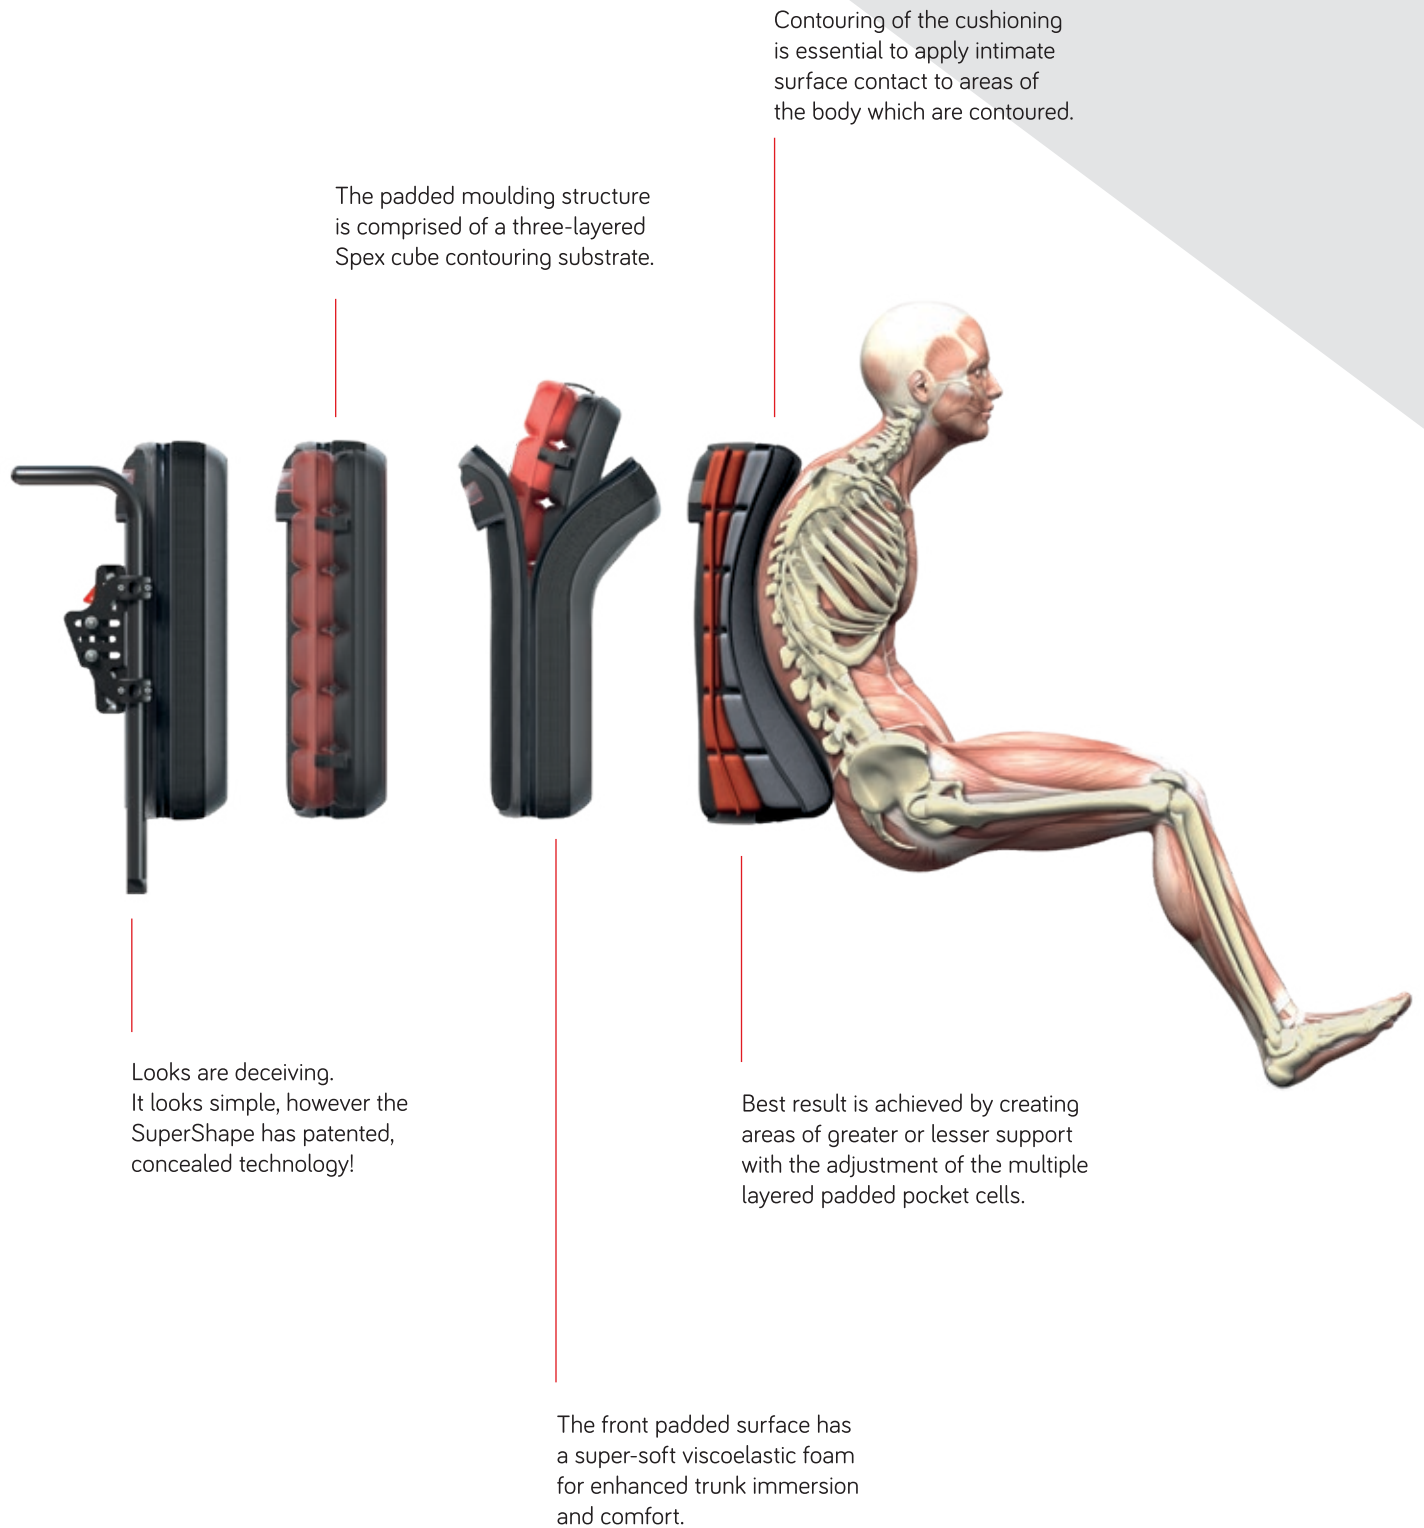 Contouring of the cushioning
is essential to apply intimate
surface contact to areas of
the body which are contoured.
The padded moulding structure
is comprised of a three-layered
Spex cube contouring substrate.
Looks are deceiving.
It looks simple, however the
SuperShape has patented,
concealed technology!
Best result is achieved by creating
areas of greater or lesser support
with the adjustment of the multiple
layered padded pocket cells.
The front padded surface has
a super-soft viscoelastic foam
for enhanced trunk immersion
and comfort.